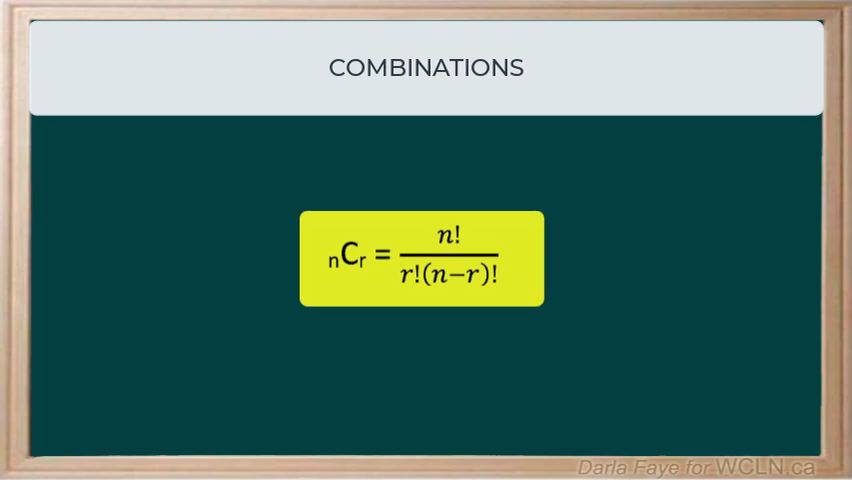 COMBINATIONS
nCr = n! / r!(n−r)!
Darla Faye for WCLN.ca